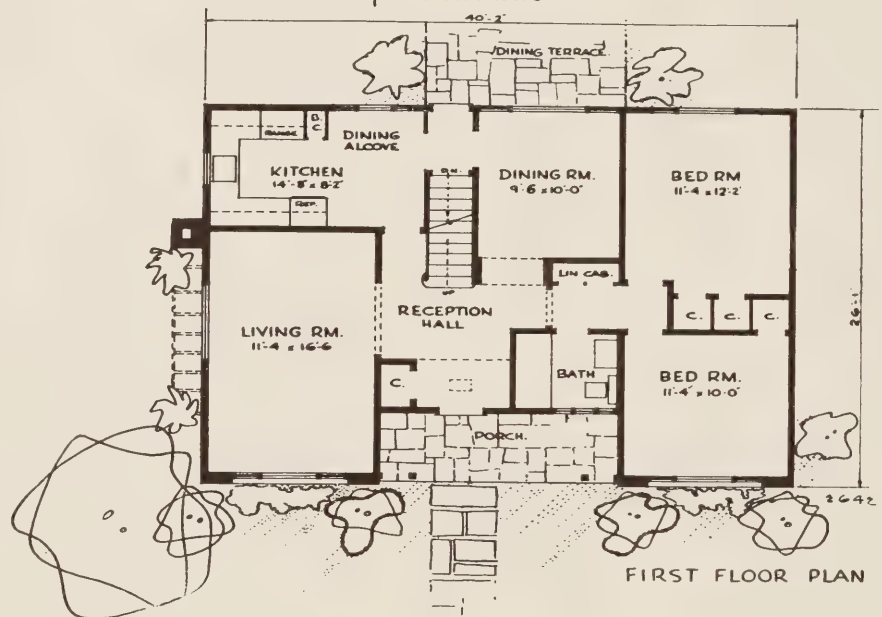 40'-2"
DINING TERRACE.
B.
C.
RANGE
DINING
ALCOVE
KITCHEN
14'-8" x 8'-2"
REF.
DN.
DINING RM.
9'-6 x 10'-0"
BED RM
11'-4 x 12'-2"
LIN CAB.
UP
RECEPTION
HALL
C.
C.
C.
26'-1"
LIVING RM.
11'-4 x 16'-6
C.
BATH
BED RM.
11'-4" x 10'-0"
PORCH.
2642
FIRST FLOOR PLAN